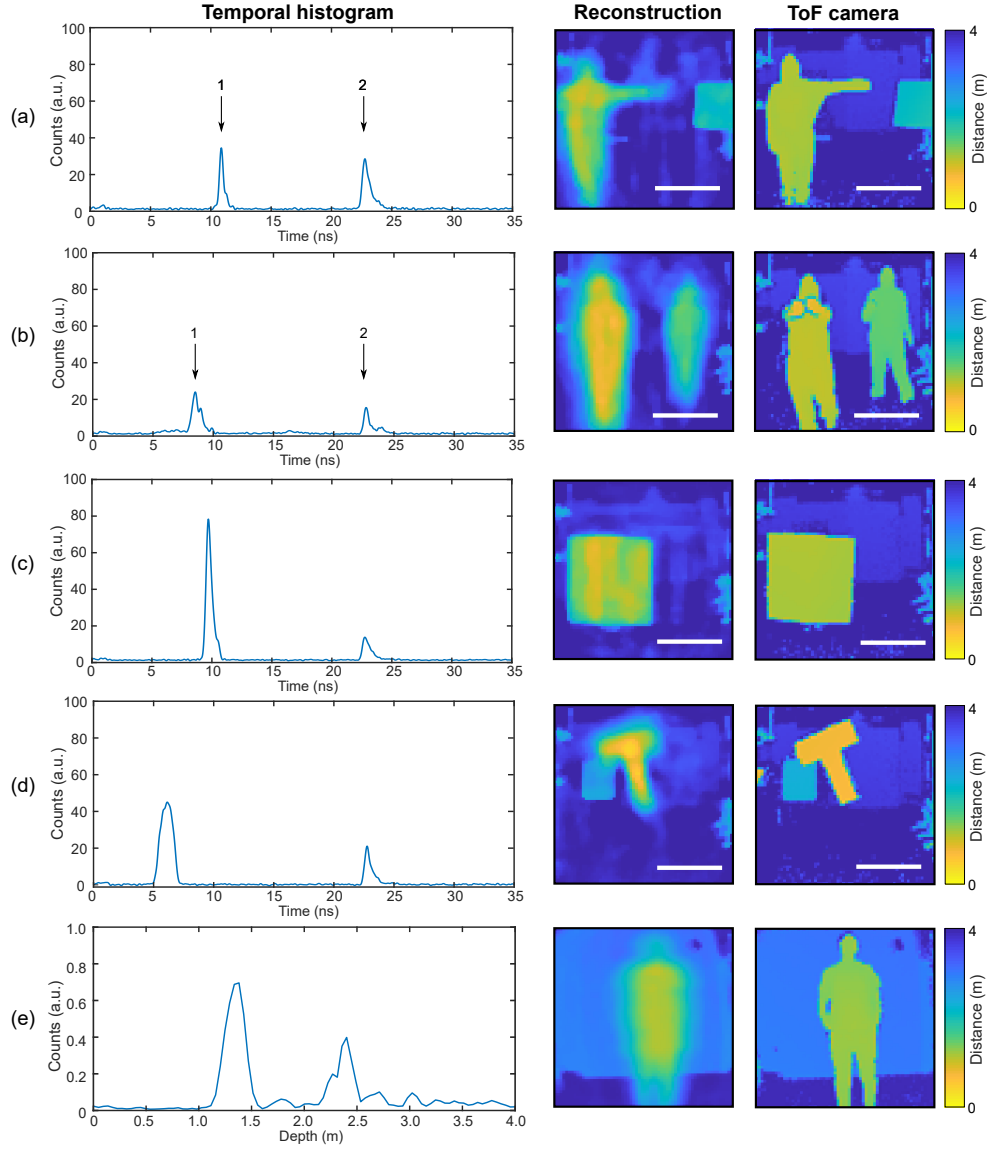 Temporal histogram Reconstruction ToF camera
(a)
Counts (a.u.)
100
80
60
40
20
0
1 2
0 5 10 15 20 25 30 35
Time (ns)
4
Distance (m)
0
(b)
Counts (a.u.)
100
80
60
40
20
0
1 2
0 5 10 15 20 25 30 35
Time (ns)
4
Distance (m)
0
(c)
Counts (a.u.)
100
80
60
40
20
0
0 5 10 15 20 25 30 35
Time (ns)
4
Distance (m)
0
(d)
Counts (a.u.)
100
80
60
40
20
0
0 5 10 15 20 25 30 35
Time (ns)
4
Distance (m)
0
(e)
Counts (a.u.)
1.0
0.8
0.6
0.4
0.2
0
0 0.5 1.0 1.5 2.0 2.5 3.0 3.5 4.0
Depth (m)
4
Distance (m)
0